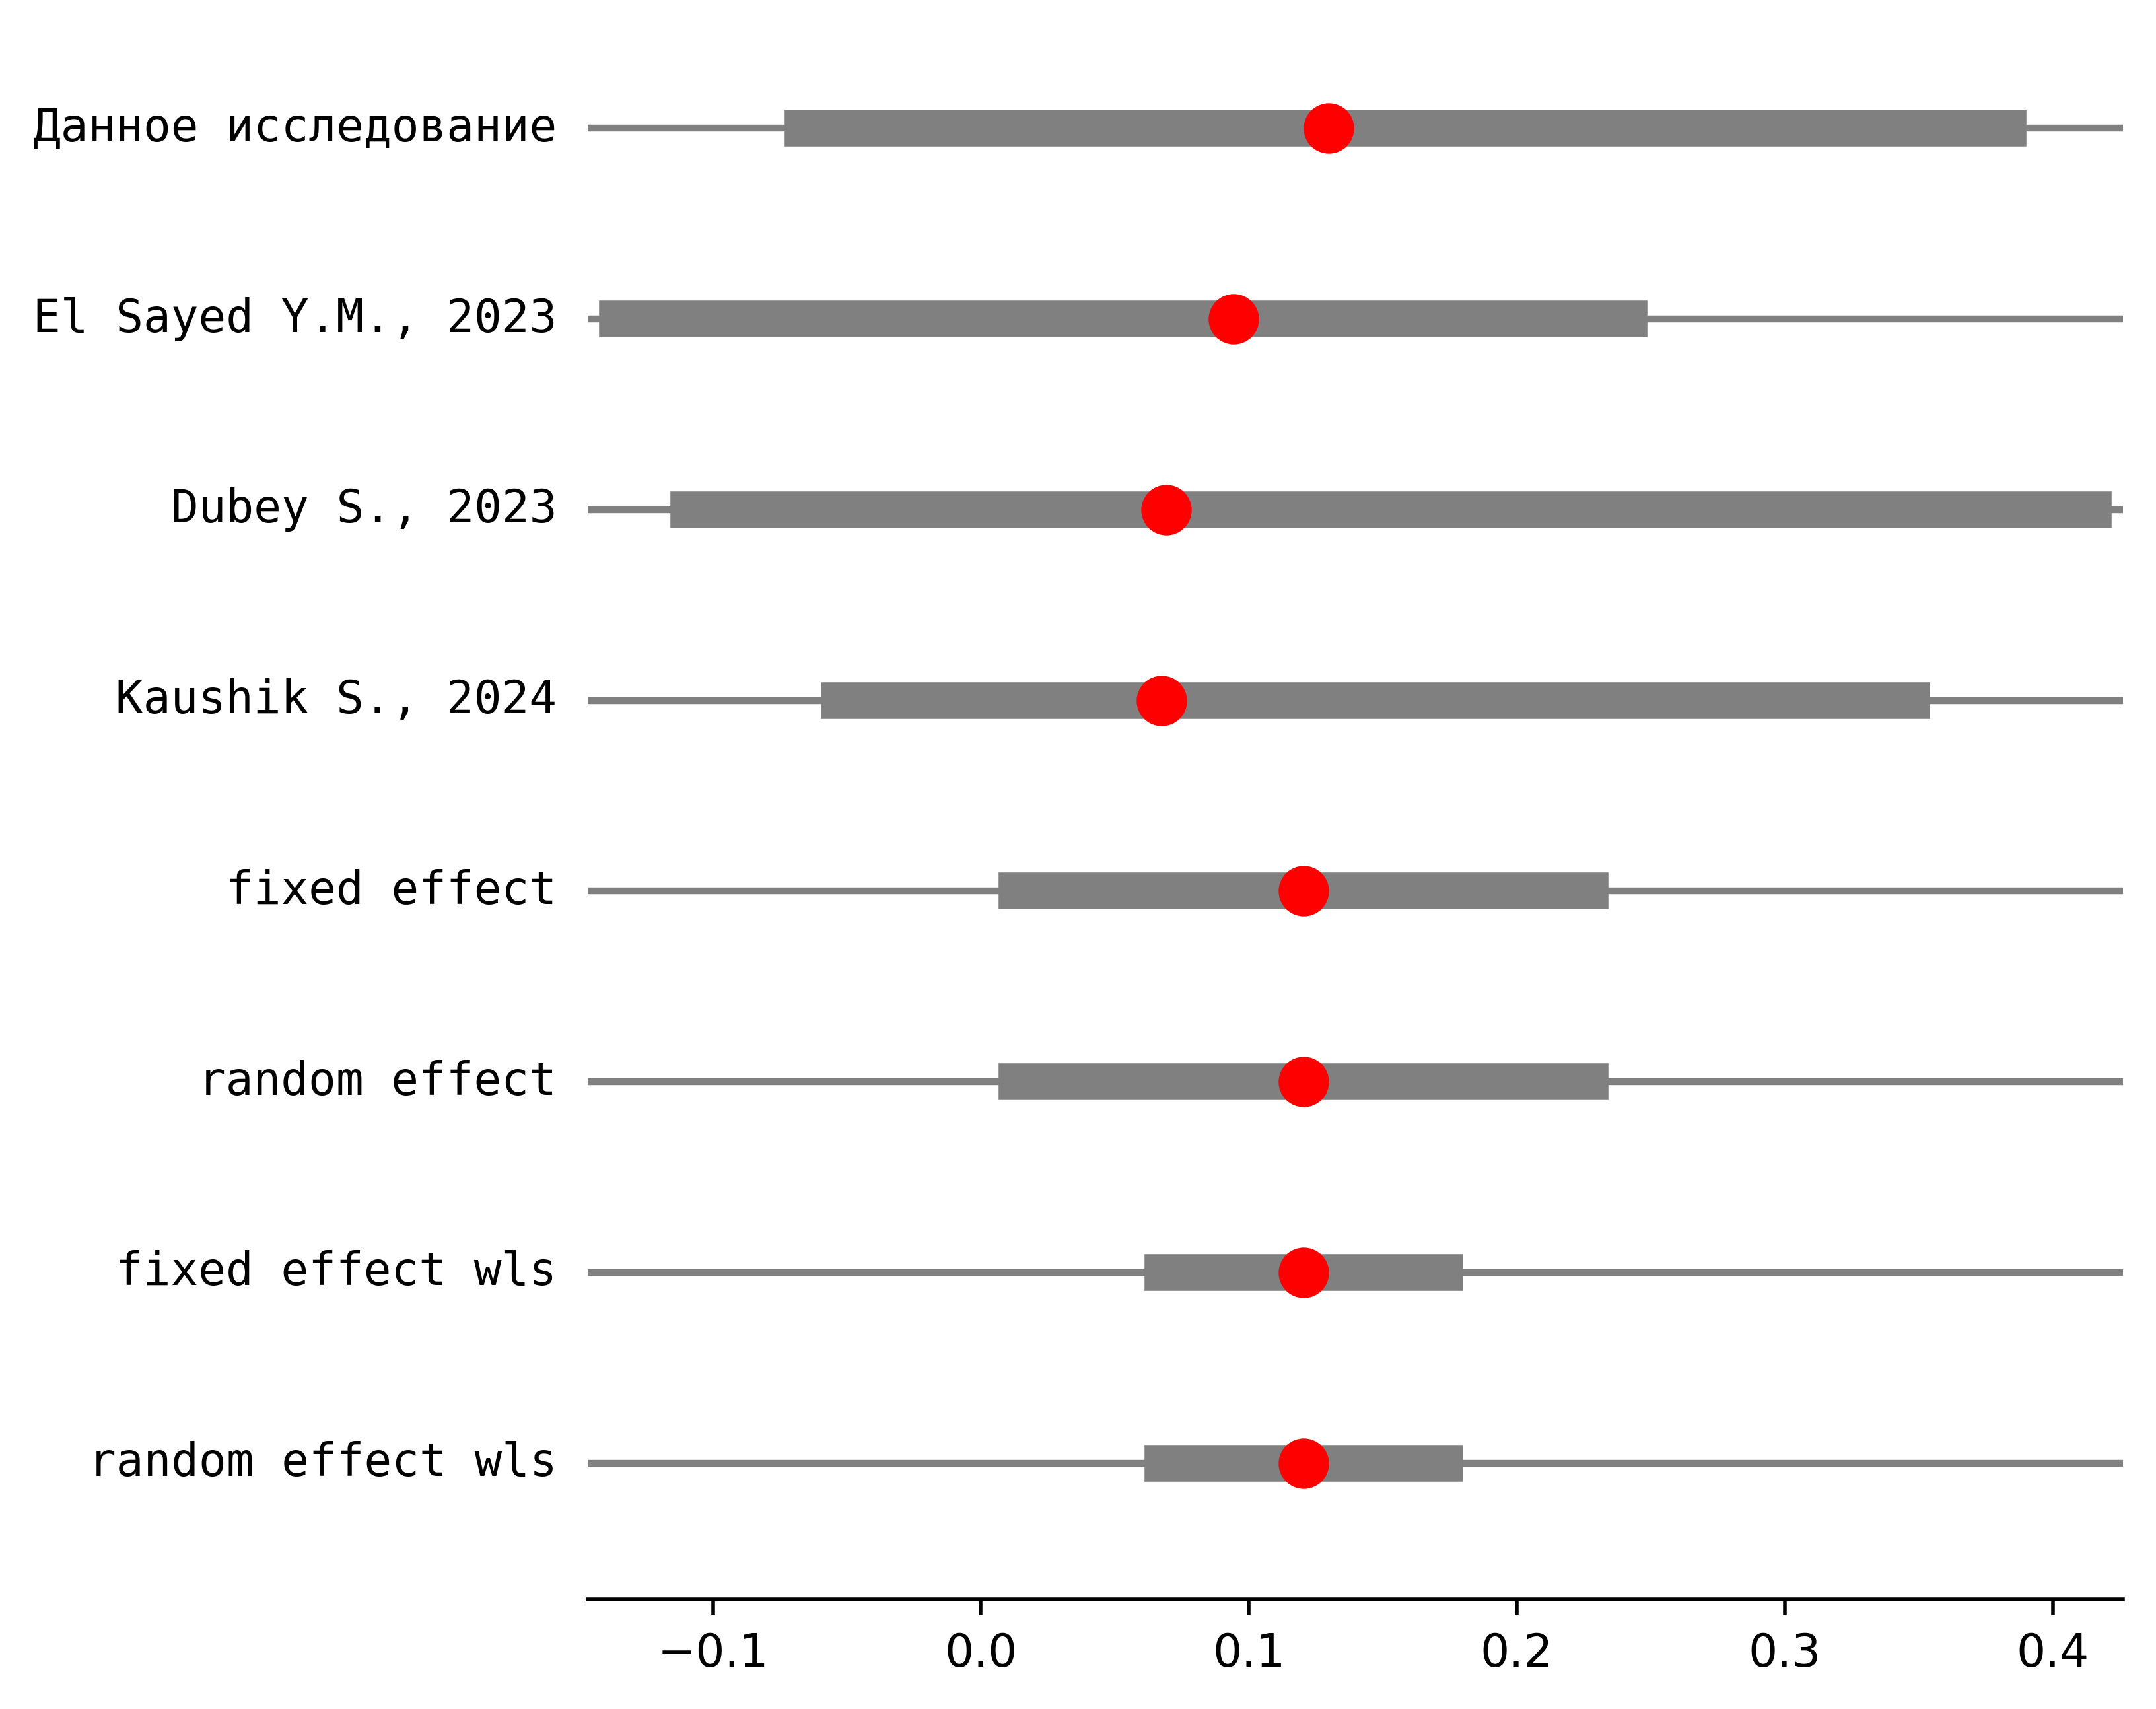 Данное исследование
El Sayed Y.M., 2023
Dubey S., 2023
Kaushik S., 2024
fixed effect
random effect
fixed effect wls
random effect wls
−0.1 0.0 0.1 0.2 0.3 0.4